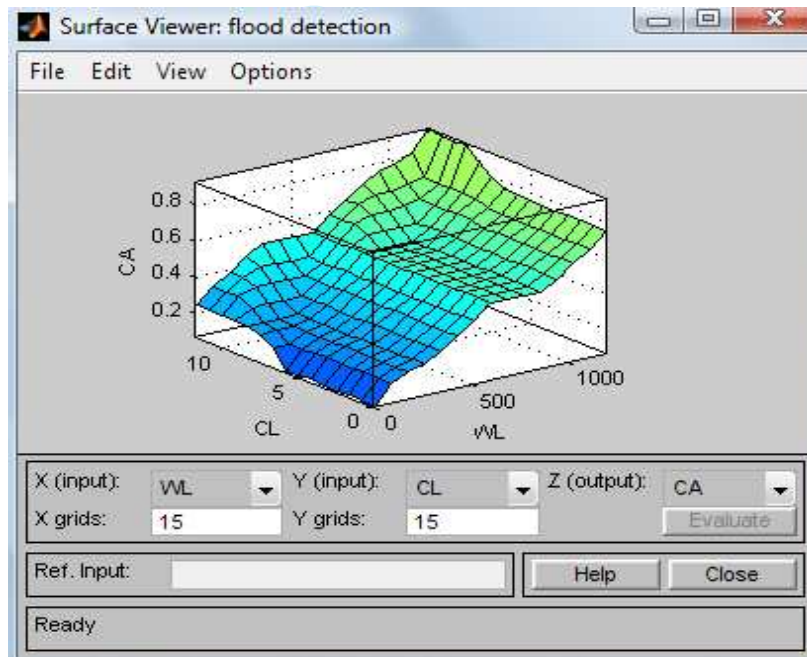 Surface Viewer: flood detection
File Edit View Options
0.8
0.6
0.4
0.2
CA
10
5
0
CL
0
500
1000
WL
X (input): WL Y (input): CL Z (output): CA
X grids: 15 Y grids: 15 Evaluate
Ref. Input: Help Close
Ready